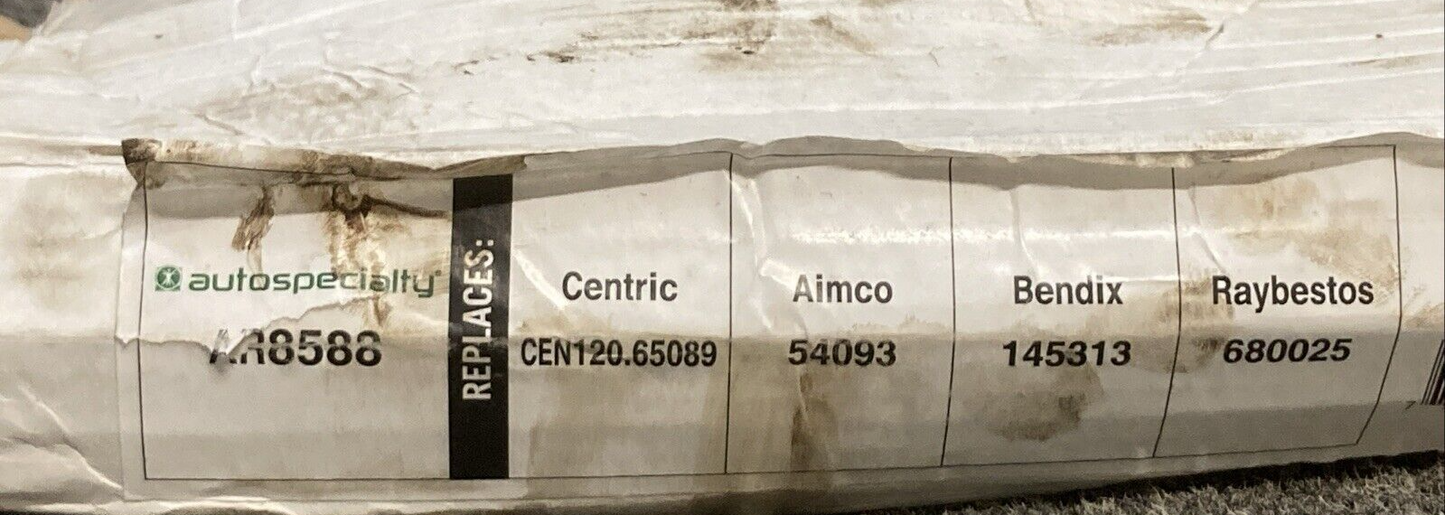 autospecialty
AR8588
REPLACES:
Centric
CEN120.65089
Aimco
54093
Bendix
145313
Raybestos
680025